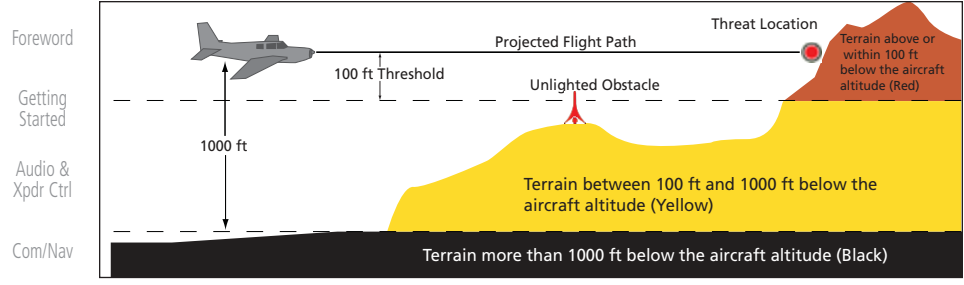 Foreword
Getting
Started
Audio &
Xpdr Ctrl
Com/Nav
Threat Location
Projected Flight Path
100 ft Threshold
Unlighted Obstacle
1000 ft
Terrain above or
within 100 ft
below the aircraft
altitude (Red)
Terrain between 100 ft and 1000 ft below the
aircraft altitude (Yellow)
Terrain more than 1000 ft below the aircraft altitude (Black)